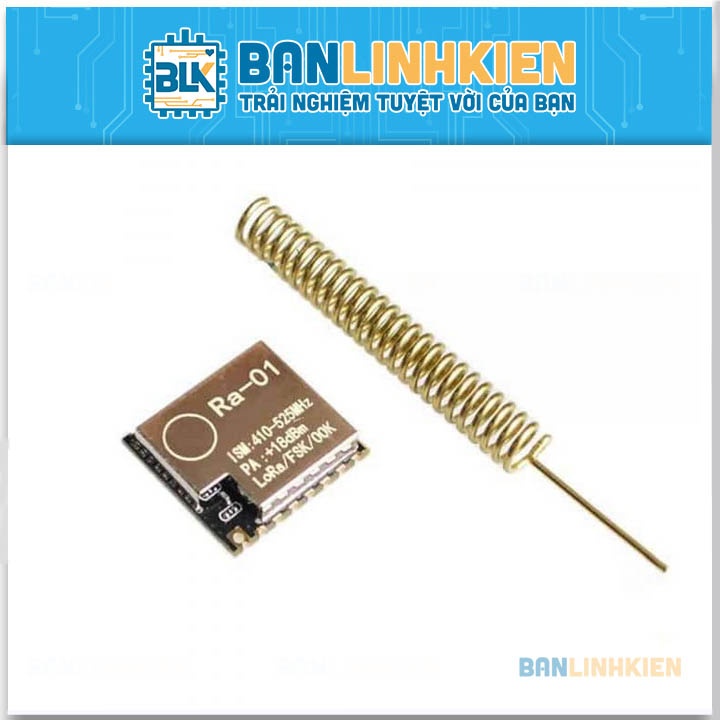 BLK
BANLINHKIEN
TRẢI NGHIỆM TUYỆT VỜI CỦA BẠN
Ra-01
ISM:410-525MHz
PA :+18dBm
LoRa/FSK/OOK
BANLINHKIEN